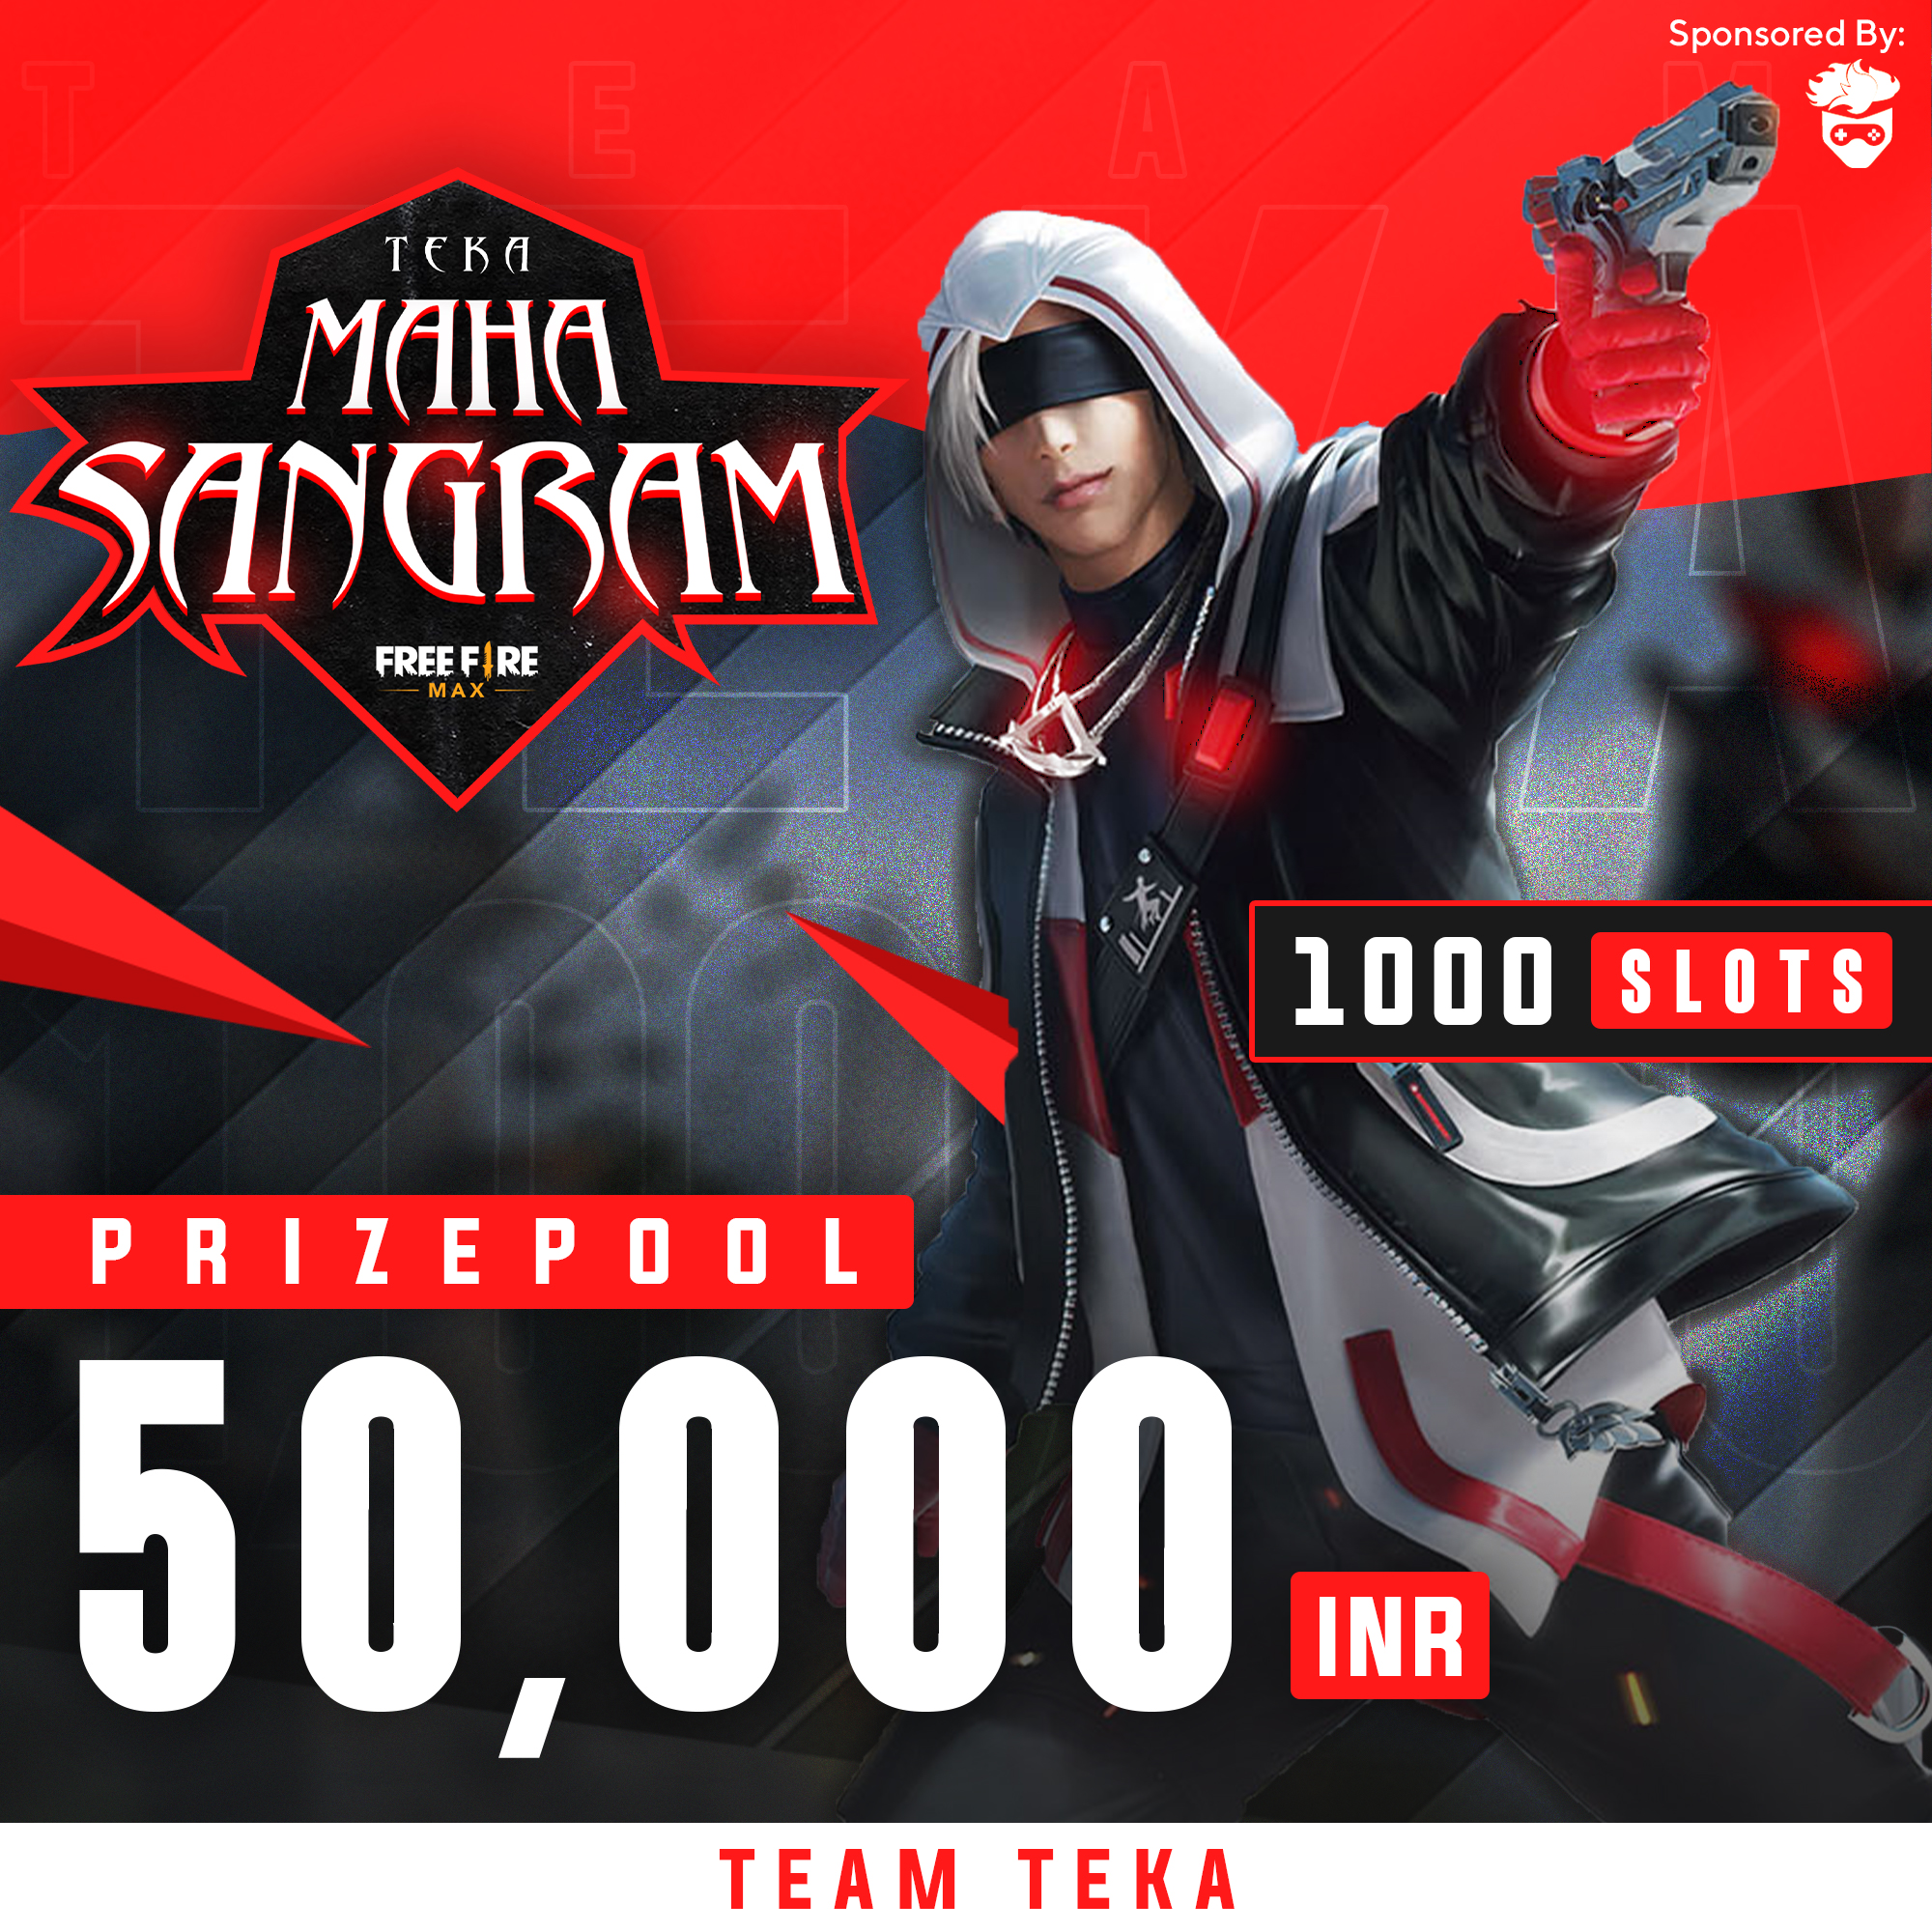 Sponsored By:
TEKA
MAHA
SANGRAM
FREE FIRE
MAX
1000 SLOTS
PRIZEPOOL
50,000 INR
TEAM TEKA